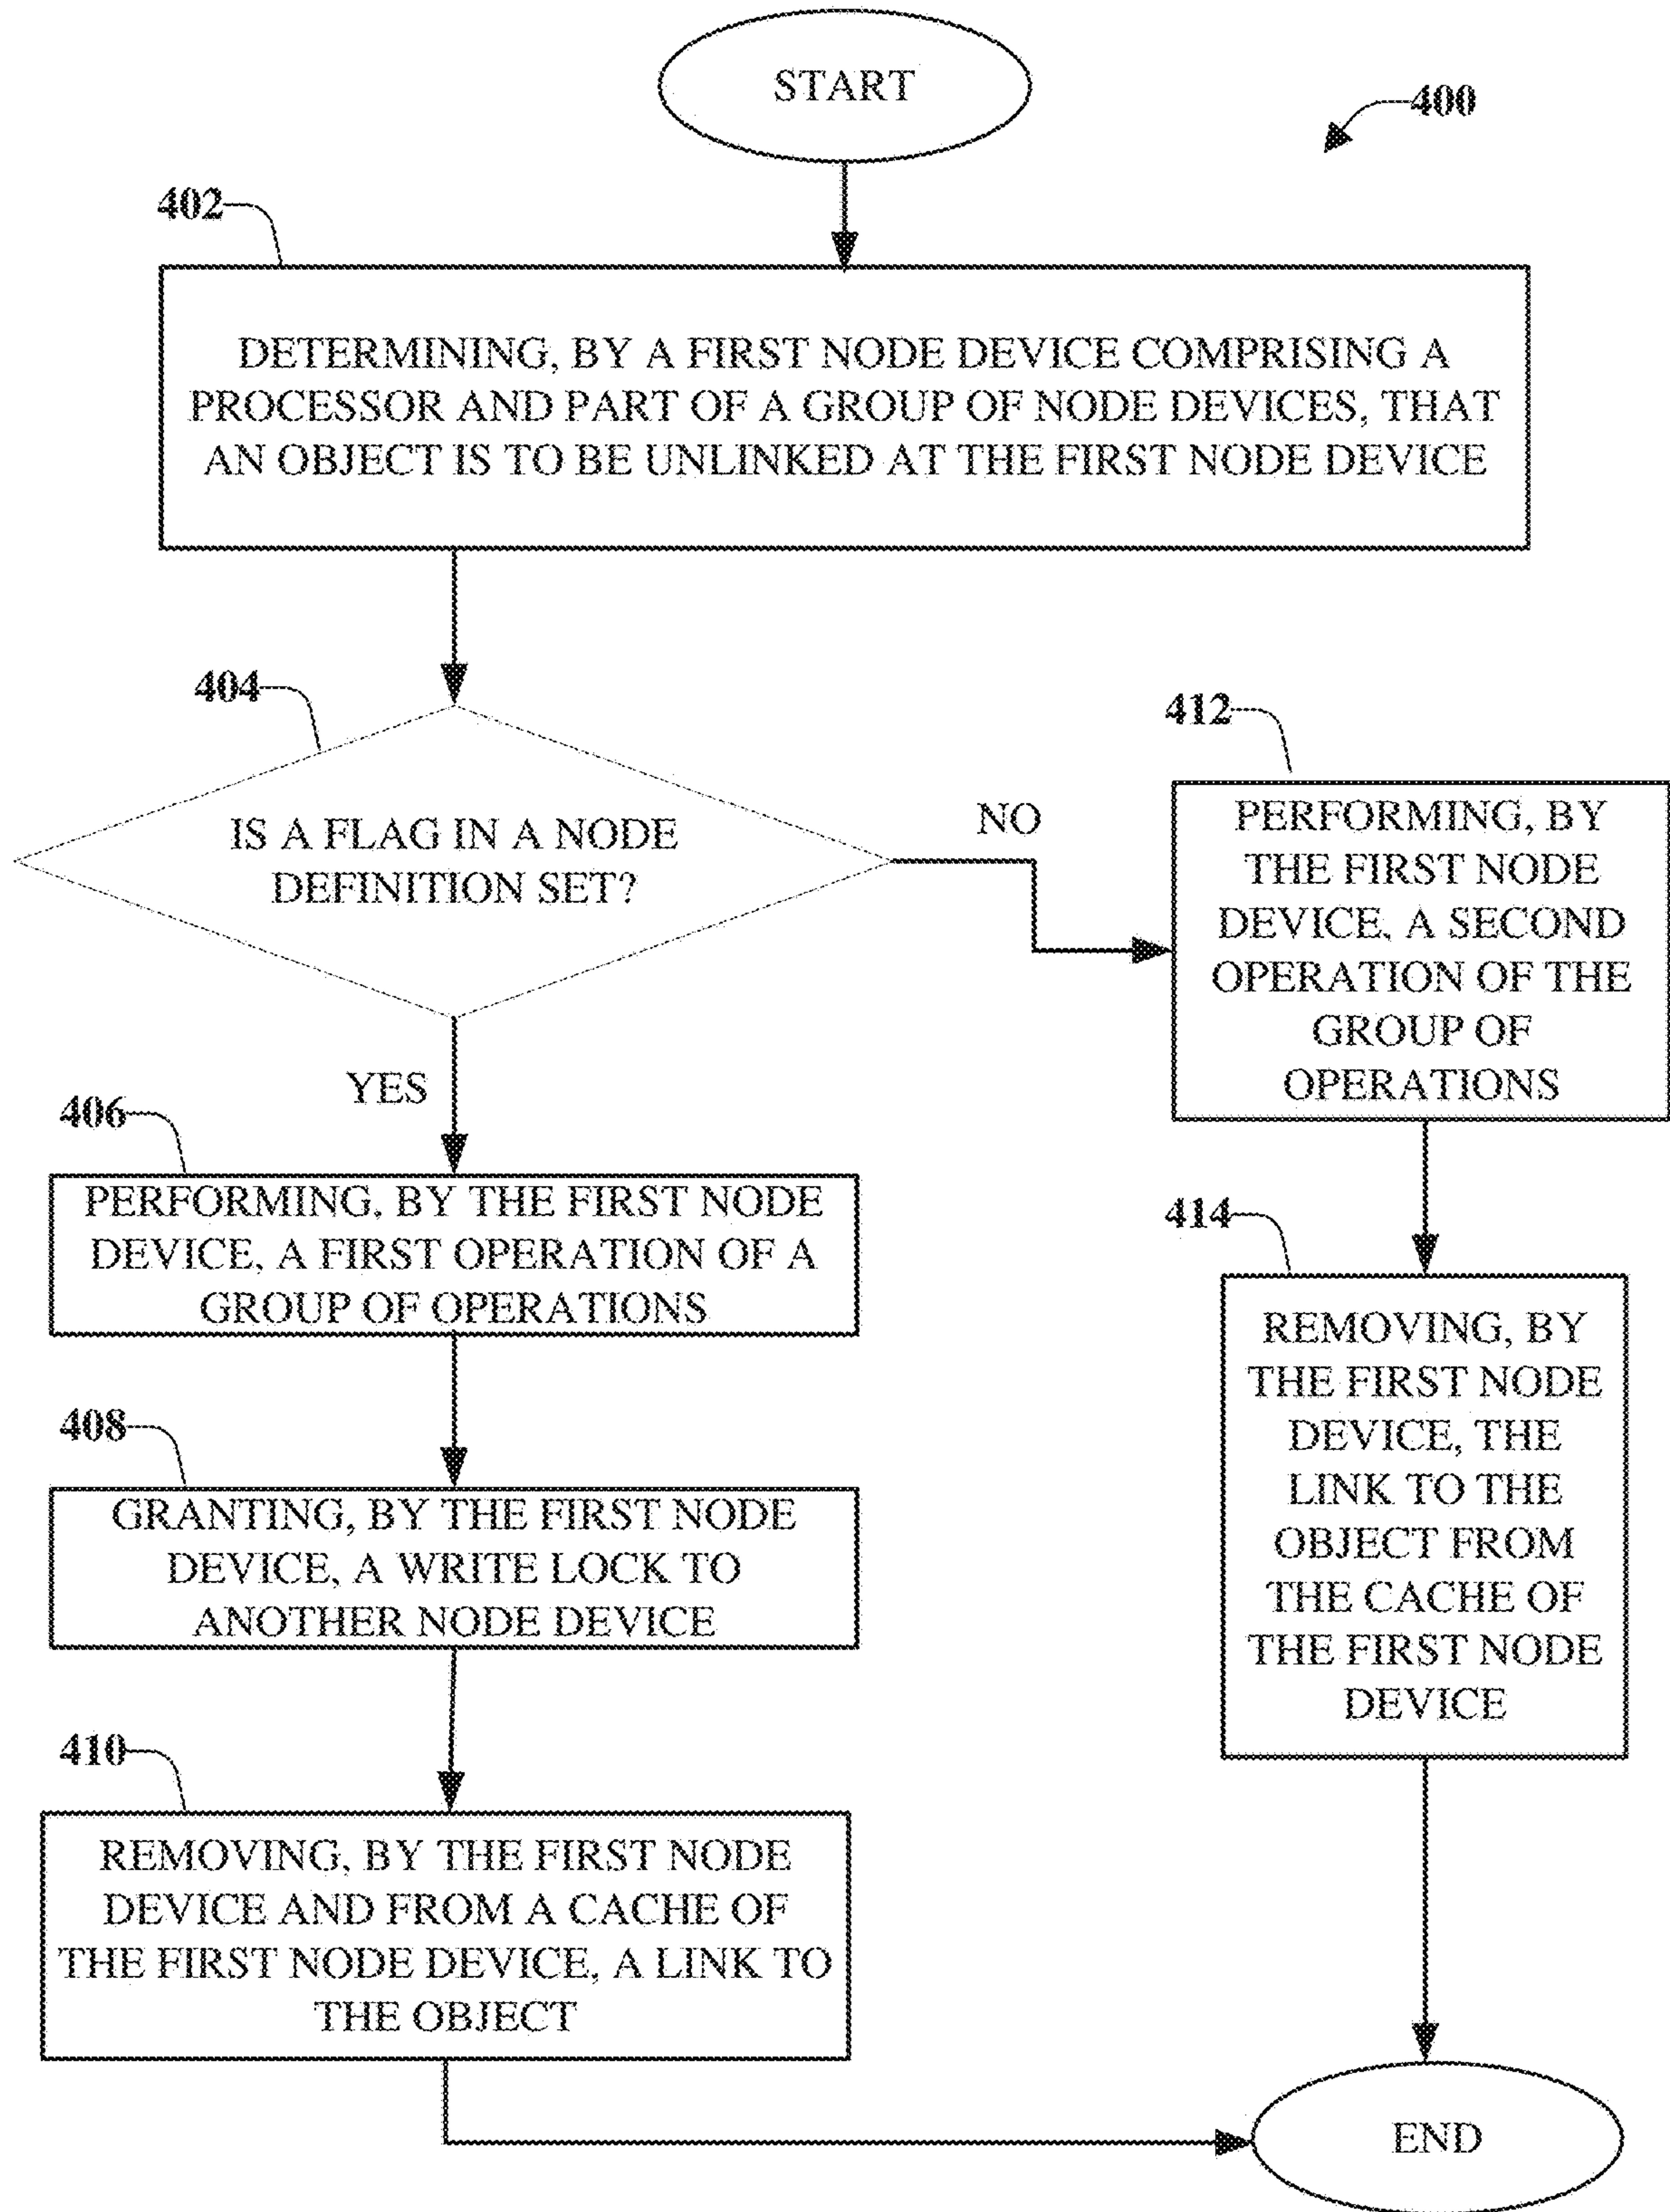 START
400
402
DETERMINING, BY A FIRST NODE DEVICE COMPRISING A
PROCESSOR AND PART OF A GROUP OF NODE DEVICES, THAT
AN OBJECT IS TO BE UNLINKED AT THE FIRST NODE DEVICE
404
IS A FLAG IN A NODE
DEFINITION SET?
NO
YES
406
PERFORMING, BY THE FIRST NODE
DEVICE, A FIRST OPERATION OF A
GROUP OF OPERATIONS
408
GRANTING, BY THE FIRST NODE
DEVICE, A WRITE LOCK TO
ANOTHER NODE DEVICE
410
REMOVING, BY THE FIRST NODE
DEVICE AND FROM A CACHE OF
THE FIRST NODE DEVICE, A LINK TO
THE OBJECT
412
PERFORMING, BY
THE FIRST NODE
DEVICE, A SECOND
OPERATION OF THE
GROUP OF
OPERATIONS
414
REMOVING, BY
THE FIRST NODE
DEVICE, THE
LINK TO THE
OBJECT FROM
THE CACHE OF
THE FIRST NODE
DEVICE
END